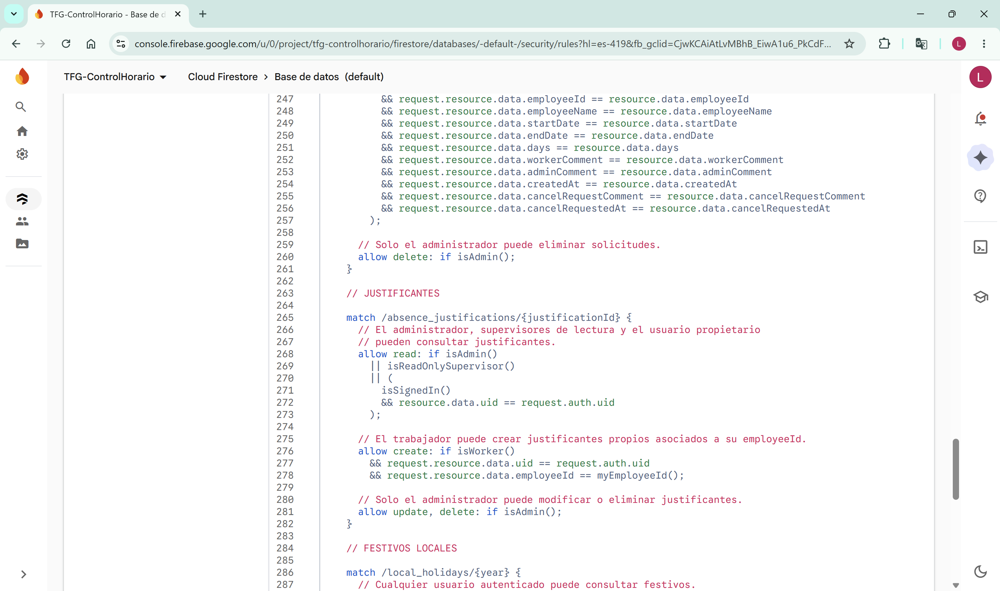 TFG-ControlHorario - Base de d
console.firebase.google.com/u/0/project/tfg-controlhorario/firestore/databases/-default-/security/rules?hl=es-419&fb_gclid=CjwKCAiAtLvMBhB_EiwA1u6_PkCdF...
L
TFG-ControlHorario
Cloud Firestore > Base de datos (default)
L
247 && request.resource.data.employeeId == resource.data.employeeId
248 && request.resource.data.employeeName == resource.data.employeeName
249 && request.resource.data.startDate == resource.data.startDate
250 && request.resource.data.endDate == resource.data.endDate
251 && request.resource.data.days == resource.data.days
252 && request.resource.data.workerComment == resource.data.workerComment
253 && request.resource.data.adminComment == resource.data.adminComment
254 && request.resource.data.createdAt == resource.data.createdAt
255 && request.resource.data.cancelRequestComment == resource.data.cancelRequestComment
256 && request.resource.data.cancelRequestedAt == resource.data.cancelRequestedAt
257 );
258
259 // Solo el administrador puede eliminar solicitudes.
260 allow delete: if isAdmin();
261 }
262
263 // JUSTIFICANTES
264
265 match /absence_justifications/{justificationId} {
266 // El administrador, supervisores de lectura y el usuario propietario
267 // pueden consultar justificantes.
268 allow read: if isAdmin()
269 || isReadOnlySupervisor()
270 || (
271 isSignedIn()
272 && resource.data.uid == request.auth.uid
273 );
274
275 // El trabajador puede crear justificantes propios asociados a su employeeId.
276 allow create: if isWorker()
277 && request.resource.data.uid == request.auth.uid
278 && request.resource.data.employeeId == myEmployeeId();
279
280 // Solo el administrador puede modificar o eliminar justificantes.
281 allow update, delete: if isAdmin();
282 }
283
284 // FESTIVOS LOCALES
285
286 match /local_holidays/{year} {
287 // Cualquier usuario autenticado puede consultar festivos.